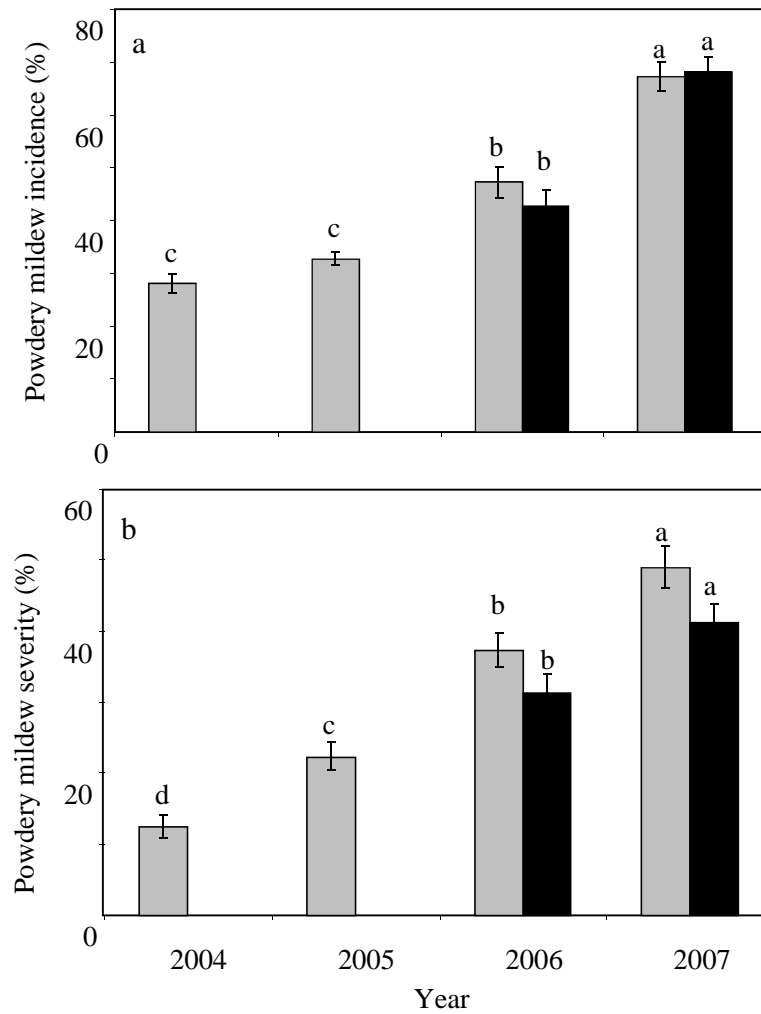 80
a
a
a
60
b
b
Powdery mildew incidence (%)
40
c
c
20
0
60
b
a
a
b
b
40
Powdery mildew severity (%)
c
20
d
0
2004 2005 2006 2007
Year